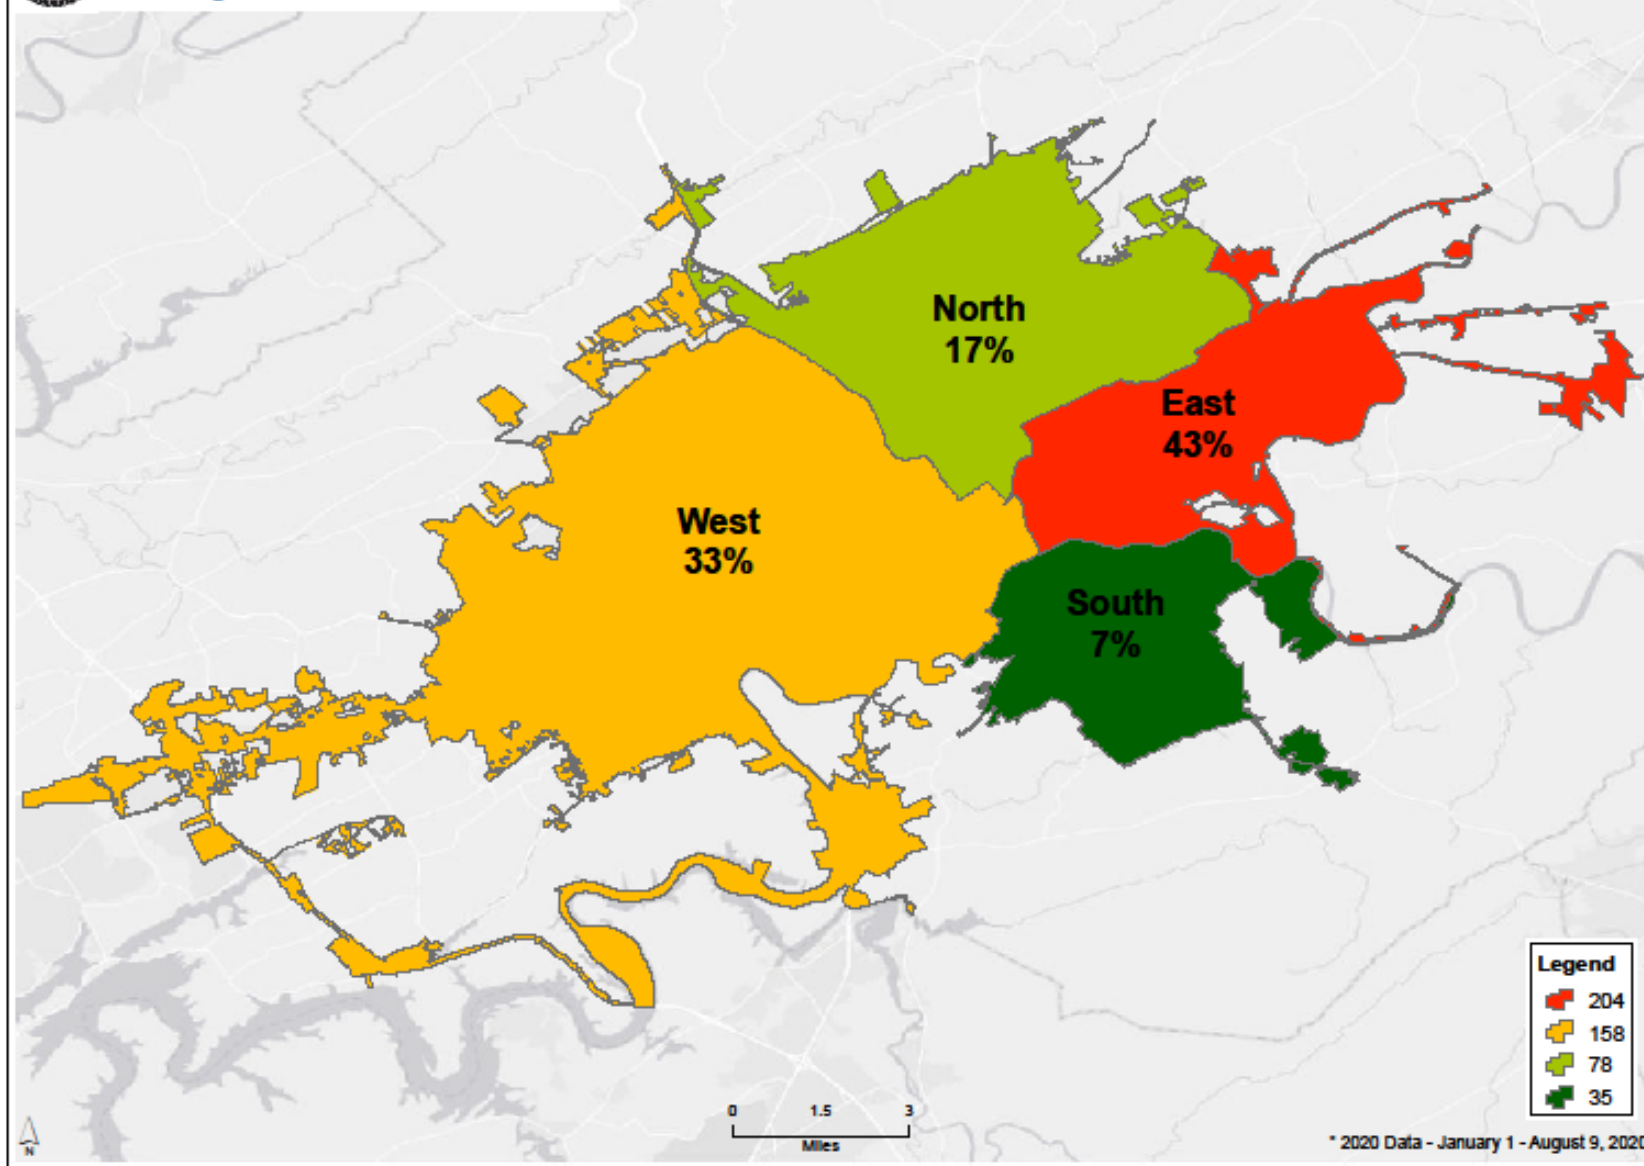 North
17%
East
43%
West
33%
South
7%
Legend
204
158
78
35
0 1.5 3
Miles
N
* 2020 Data - January 1 - August 9, 2020